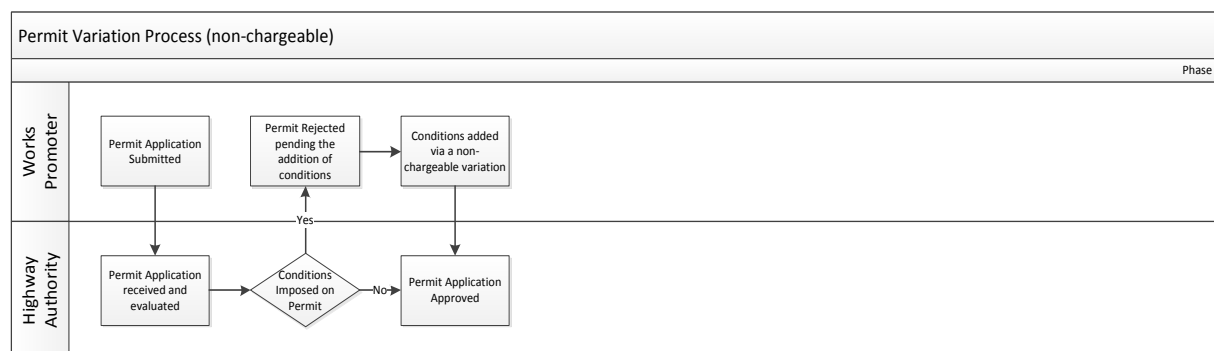 Permit Variation Process (non-chargeable)
Phase
Works
Promoter
Permit Application
Submitted
Permit Rejected
pending the
addition of
conditions
Conditions added
via a non-
chargeable variation
Yes
Highway
Authority
Permit Application
received and
evaluated
Conditions
Imposed on
Permit
No
Permit Application
Approved